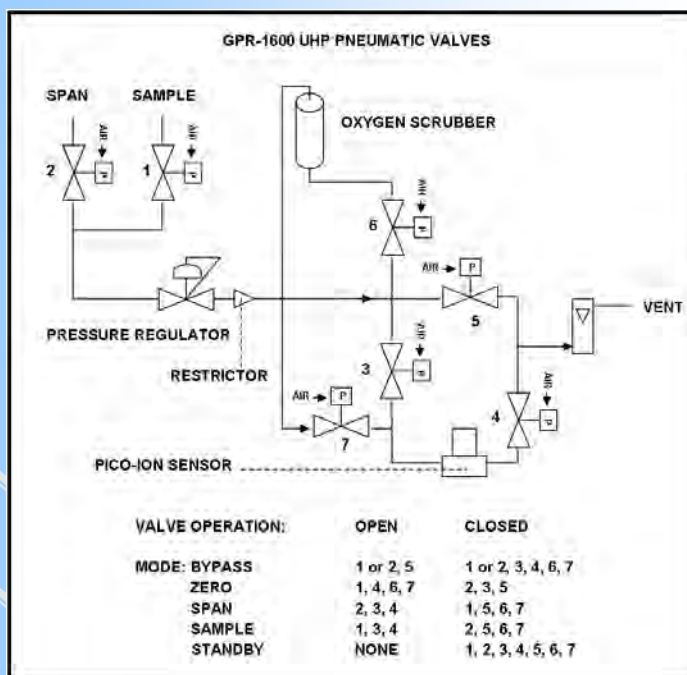 GPR-1600 UHP PNEUMATIC VALVES
SPAN SAMPLE
OXYGEN SCRUBBER
AIR AIR
P P
2 1
AIR
P
6
AIR P
5
VENT
PRESSURE REGULATOR
RESTRICTOR
AIR
P
3
AIR P
7
AIR
P
4
PICO-ION SENSOR
VALVE OPERATION: OPEN CLOSED
MODE: BYPASS 1 or 2, 5 1 or 2, 3, 4, 6, 7
ZERO 1, 4, 6, 7 2, 3, 5
SPAN 2, 3, 4 1, 5, 6, 7
SAMPLE 1, 3, 4 2, 5, 6, 7
STANDBY NONE 1, 2, 3, 4, 5, 6, 7